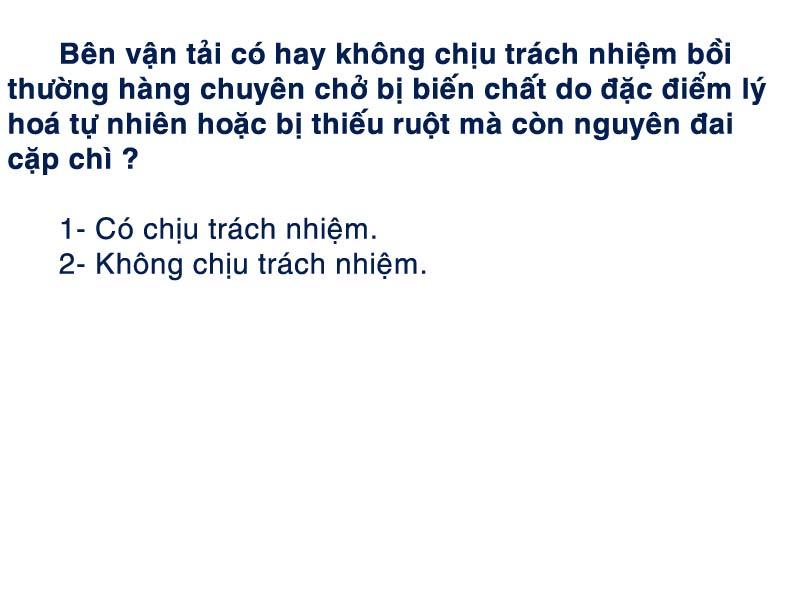 Bên vận tải có hay không chịu trách nhiệm bồi
thường hàng chuyên chở bị biến chất do đặc điểm lý
hoá tự nhiên hoặc bị thiếu ruột mà còn nguyên đai
cặp chì ?
1- Có chịu trách nhiệm.
2- Không chịu trách nhiệm.